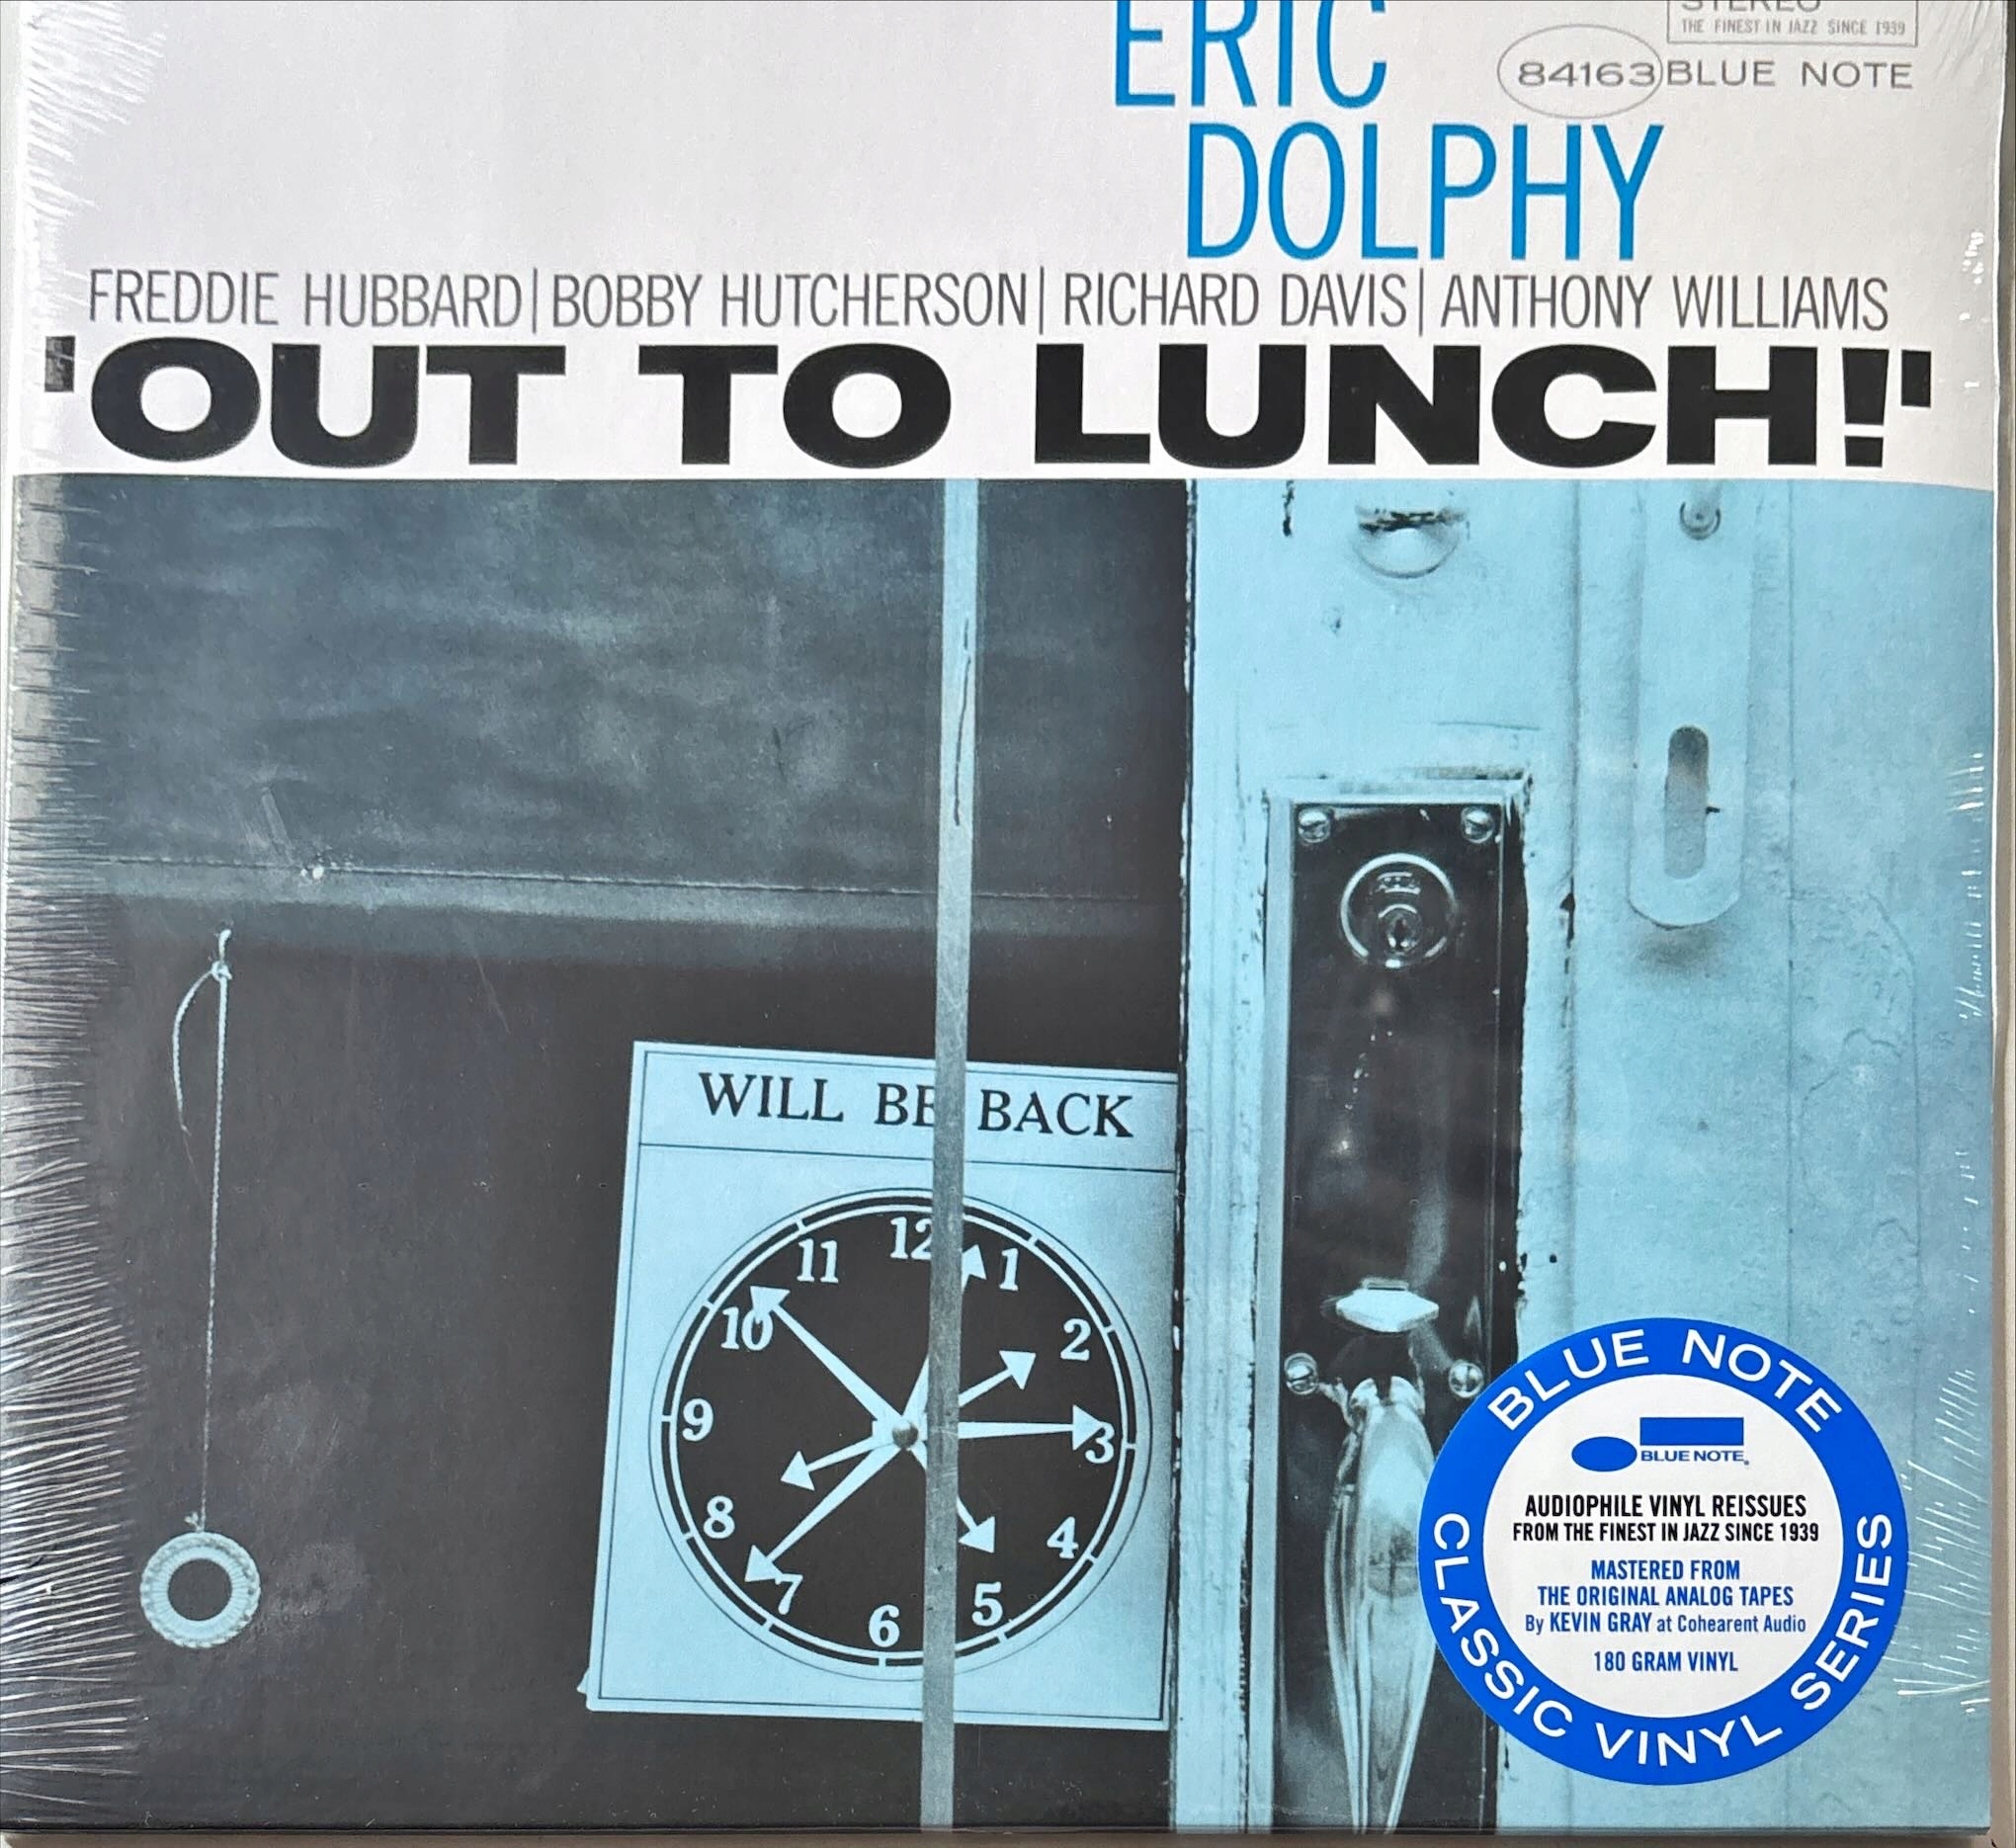 ERIC
DOLPHY
STEREO
THE FINEST IN JAZZ SINCE 1939
84163 BLUE NOTE
FREDDIE HUBBARD|BOBBY HUTCHERSON|RICHARD DAVIS|ANTHONY WILLIAMS
'OUT TO LUNCH!'
WILL BE BACK
12
1
2
3
4
5
6
7
8
9
10
11
BLUE NOTE
BLUE NOTE
AUDIOPHILE VINYL REISSUES
FROM THE FINEST IN JAZZ SINCE 1939
MASTERED FROM
THE ORIGINAL ANALOG TAPES
By KEVIN GRAY at Cohearent Audio
180 GRAM VINYL
CLASSIC VINYL SERIES